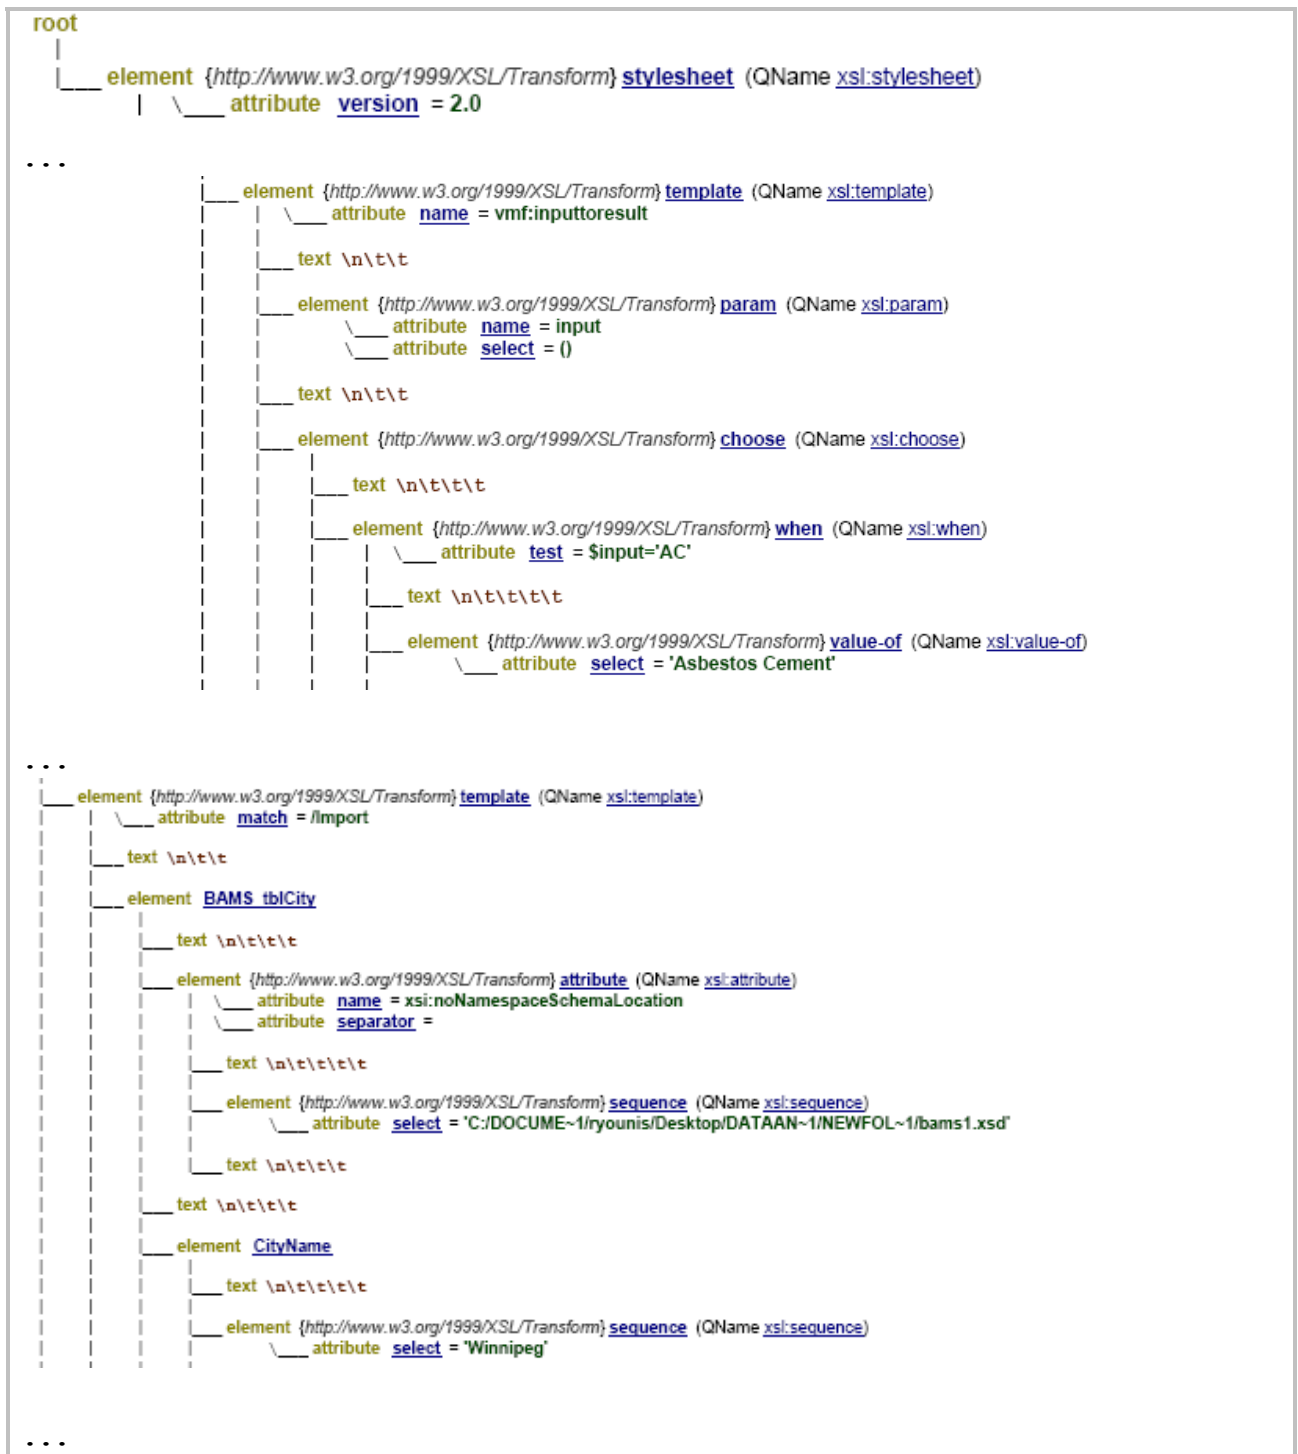 root
element {http://www.w3.org/1999/XSL/Transform} stylesheet (QName xsl:stylesheet)
attribute version = 2.0
...
element {http://www.w3.org/1999/XSL/Transform} template (QName xsl:template)
attribute name = vmf:inputtoresult
text \n\t\t
element {http://www.w3.org/1999/XSL/Transform} param (QName xsl:param)
attribute name = input
attribute select = ()
text \n\t\t
element {http://www.w3.org/1999/XSL/Transform} choose (QName xsl:choose)
text \n\t\t\t
element {http://www.w3.org/1999/XSL/Transform} when (QName xsl:when)
attribute test = $input='AC'
text \n\t\t\t\t
element {http://www.w3.org/1999/XSL/Transform} value-of (QName xsl:value-of)
attribute select = 'Asbestos Cement'
...
element {http://www.w3.org/1999/XSL/Transform} template (QName xsl:template)
attribute match = /Import
text \n\t\t
element BAMS_tblCity
text \n\t\t\t
element {http://www.w3.org/1999/XSL/Transform} attribute (QName xsl:attribute)
attribute name = xsi:noNamespaceSchemaLocation
attribute separator =
text \n\t\t\t\t
element {http://www.w3.org/1999/XSL/Transform} sequence (QName xsl:sequence)
attribute select = 'C:/DOCUME~1/ryounis/Desktop/DATAAN~1/NEWFOL~1/bams1.xsd'
text \n\t\t\t
text \n\t\t\t
element CityName
text \n\t\t\t\t
element {http://www.w3.org/1999/XSL/Transform} sequence (QName xsl:sequence)
attribute select = 'Winnipeg'
...